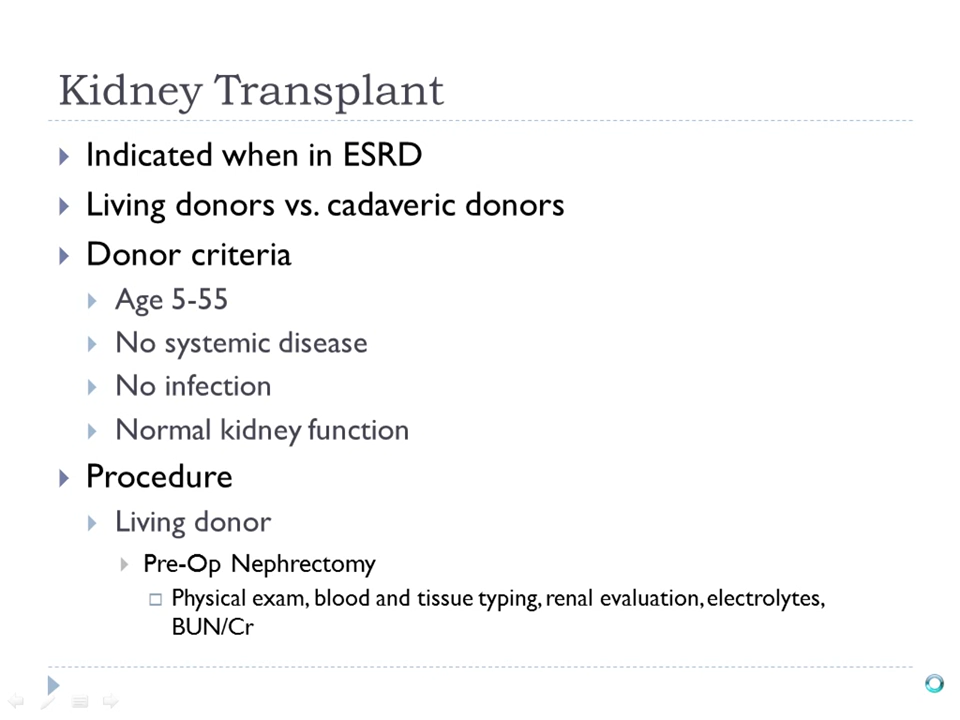 Kidney Transplant
Indicated when in ESRD
Living donors vs. cadaveric donors
Donor criteria
Age 5-55
No systemic disease
No infection
Normal kidney function
Procedure
Living donor
Pre-Op Nephrectomy
Physical exam, blood and tissue typing, renal evaluation, electrolytes,
BUN/Cr